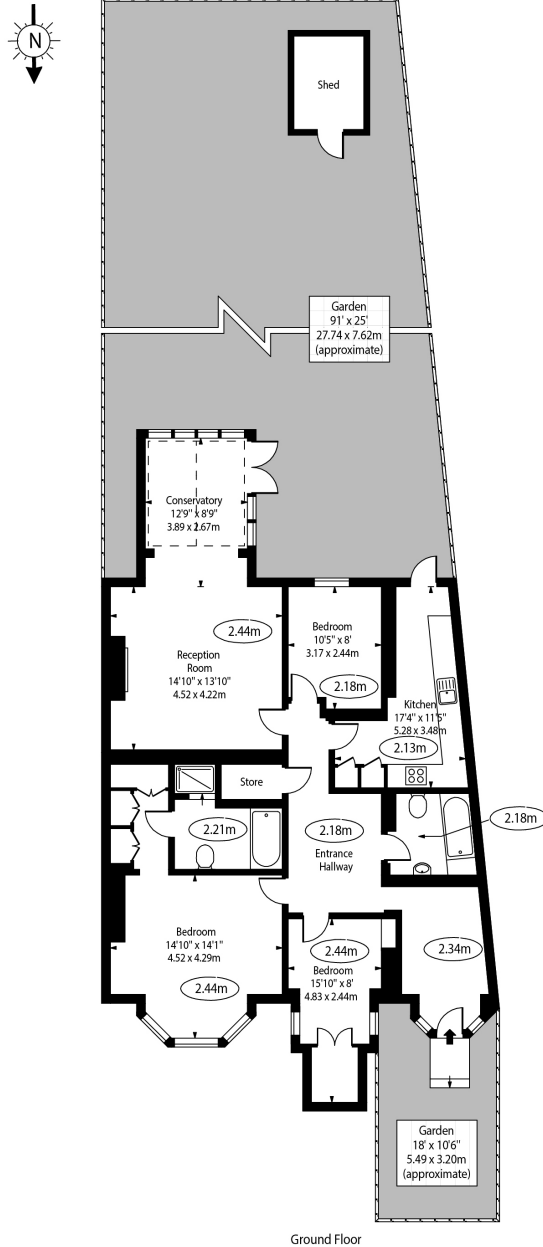 N
Shed
Garden
91' x 25'
27.74 x 7.62m
(approximate)
Conservatory
12'9" x 8'9"
3.89 x 2.67m
2.44m
Reception
Room
14'10" x 13'10"
4.52 x 4.22m
Bedroom
10'5" x 8'
3.17 x 2.44m
2.18m
Kitchen
17'4" x 11'5"
5.28 x 3.48m
2.13m
Store
2.21m
2.18m
Entrance
Hallway
2.18m
Bedroom
14'10" x 14'1"
4.52 x 4.29m
2.44m
2.44m
Bedroom
15'10" x 8'
4.83 x 2.44m
2.34m
Garden
18' x 10'6"
5.49 x 3.20m
(approximate)
Ground Floor